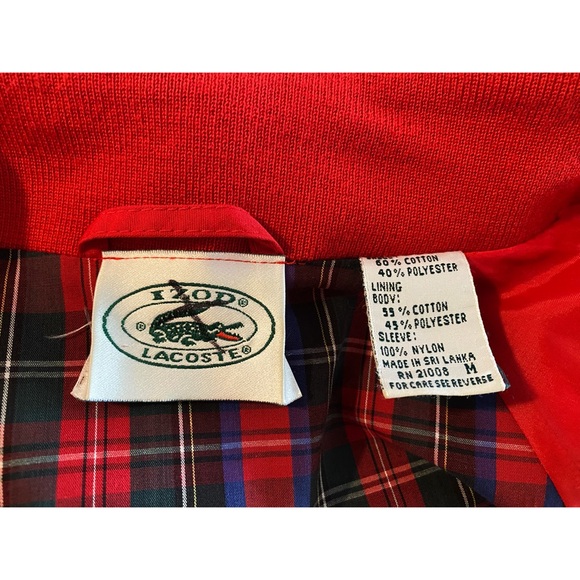 IZOD
® ®
LACOSTE®
60% COTTON
40% POLYESTER
LINING
BODY:
55% COTTON
45% POLYESTER
SLEEVE:
100% NYLON
MADE IN SRI LAHKA
RN 21008 M
FOR CARE SEE REVERSE